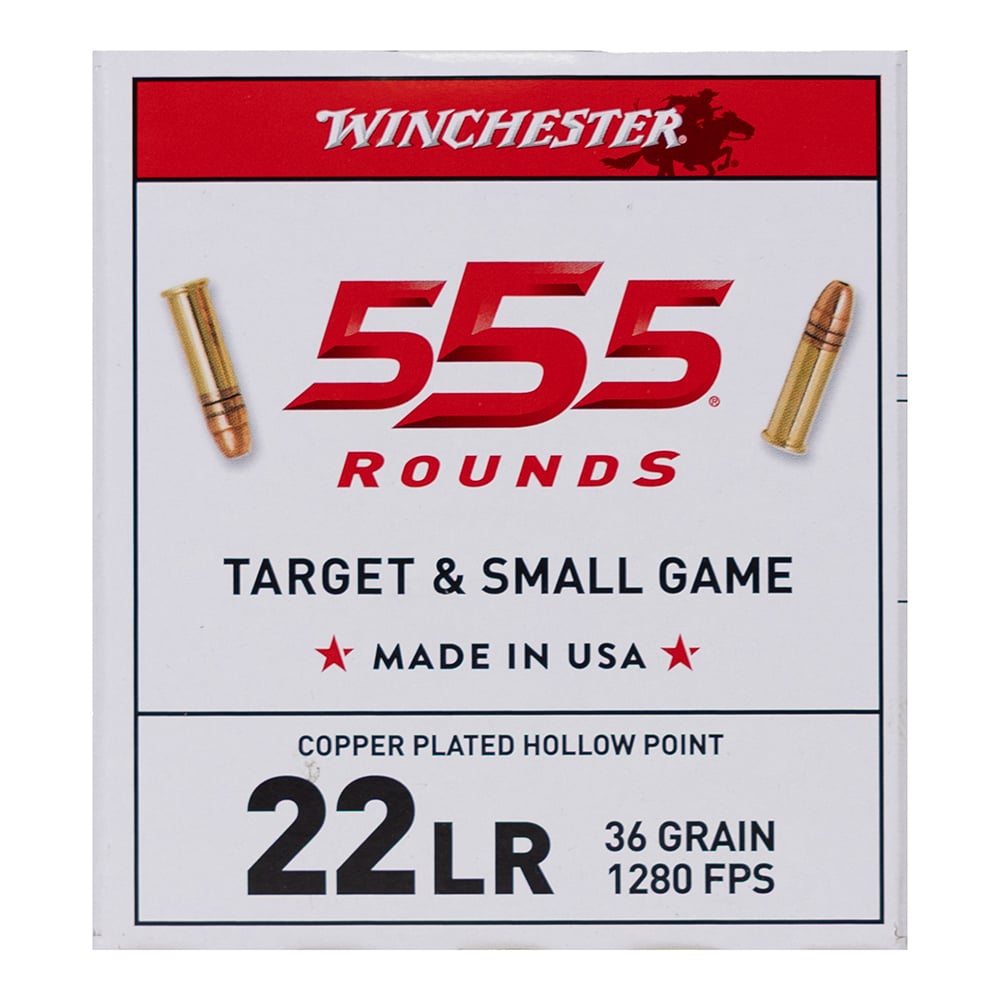 WINCHESTER®
555®
ROUNDS
TARGET & SMALL GAME
MADE IN USA
COPPER PLATED HOLLOW POINT
22LR
36 GRAIN
1280 FPS